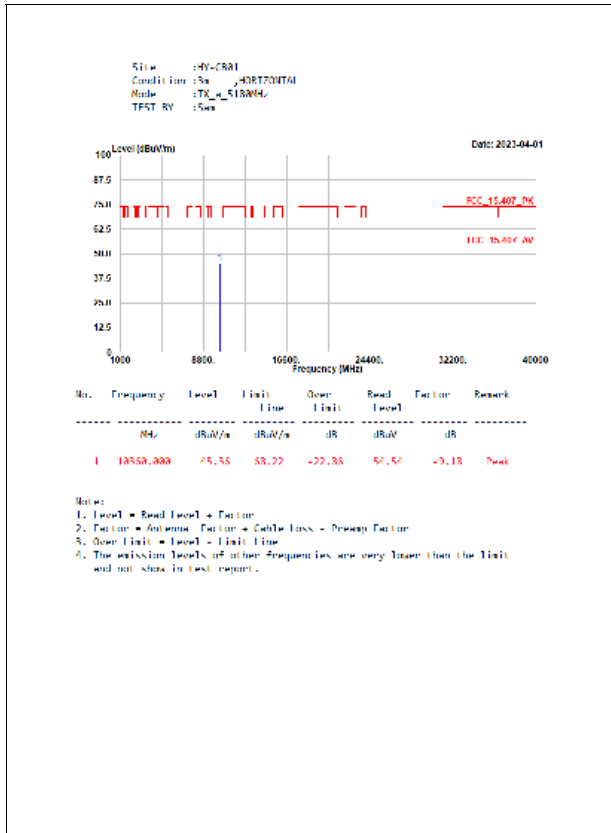 Site :HY-CB01
Condition :3m ,HORIZONTAL
Mode :TX_a_5180MHz
TEST BY :Sam
Level (dBuV/m)
Date: 2023-04-01
100
87.5
75.0
62.5
50.0
37.5
25.0
12.5
0
FCC_15.407_PK
FCC_15.407_AV
1
1000 8800. 16600. 24400. 32200. 40000
Frequency (MHz)
No. Frequency Level Limit Over Read Factor Remark
Line Limit Level
MHz dBuV/m dBuV/m dB dBuV dB
1 10360.000 45.36 68.22 -22.86 54.54 -9.18 Peak
Note:
1. Level = Read Level + Factor
2. Factor = Antenna Factor + Cable Loss - Preamp Factor
3. Over Limit = Level - Limit Line
4. The emission levels of other frequencies are very lower than the limit
and not show in test report.